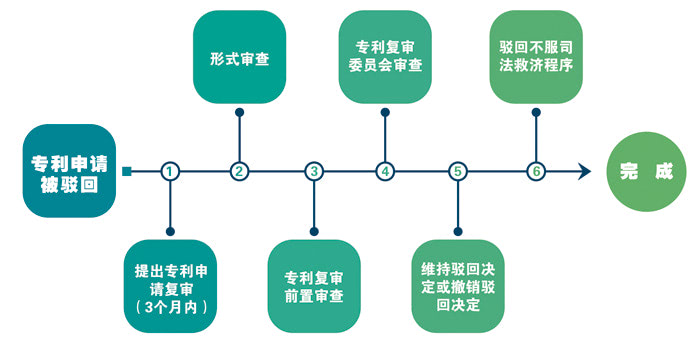 专利申请
被驳回
1
提出专利申
请复审
（3个月内）
2
形式审查
3
专利复审
前置审查
4
专利复审
委员会审查
5
维持驳回决
定或撤销驳
回决定
6
驳回不服司
法救济程序
完 成